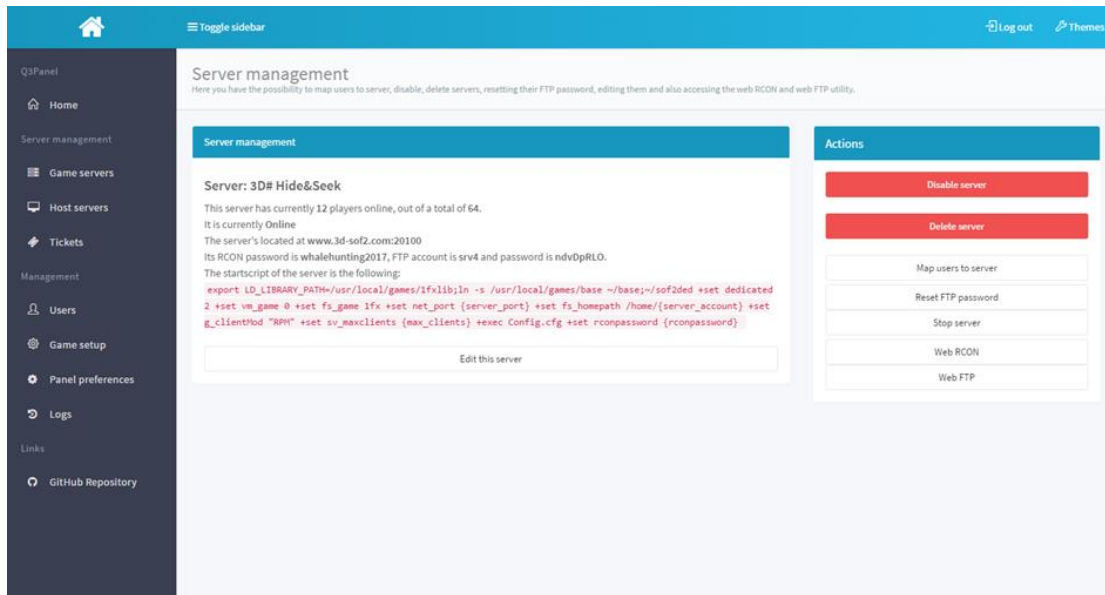 Toggle sidebar
Log out
Themes
Q3Panel
Home
Server management
Game servers
Host servers
Tickets
Management
Users
Game setup
Panel preferences
Logs
Links
GitHub Repository
Server management
Here you have the possibility to map users to server, disable, delete servers, resetting their FTP password, editing them and also accessing the web RCON and web FTP utility.
Server management
Server: 3D# Hide&Seek
This server has currently 12 players online, out of a total of 64.
It is currently Online
The server's located at www.3d-sof2.com:20100
Its RCON password is whalehunting2017, FTP account is srv4 and password is ndvDpRLO.
The startscript of the server is the following:
export LD_LIBRARY_PATH=/usr/local/games/1fxlib;ln -s /usr/local/games/base ~/base;~/sof2ded +set dedicated
2 +set vm_game 0 +set fs_game 1fx +set net_port {server_port} +set fs_homepath /home/{server_account} +set
g_clientMod "RPM" +set sv_maxclients {max_clients} +exec Config.cfg +set rconpassword {rconpassword}
Edit this server
Actions
Disable server
Delete server
Map users to server
Reset FTP password
Stop server
Web RCON
Web FTP